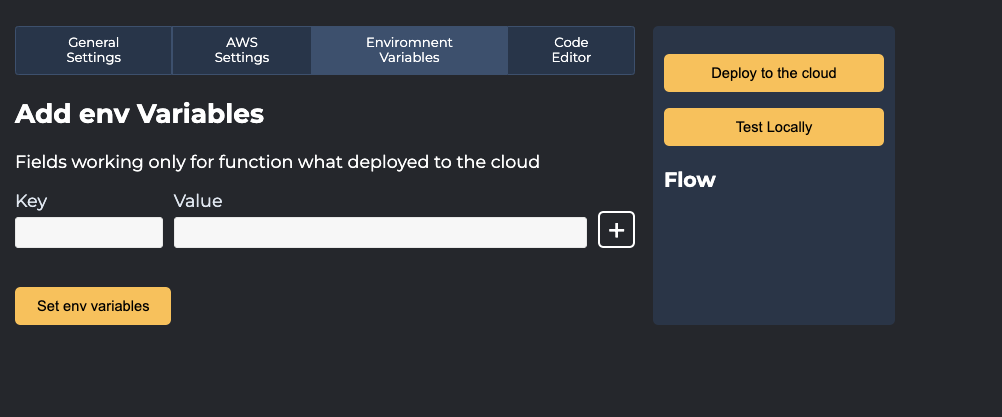 General
Settings
AWS
Settings
Enviromnent
Variables
Code
Editor
Add env Variables
Fields working only for function what deployed to the cloud
Key
Value
+
Set env variables
Deploy to the cloud
Test Locally
Flow